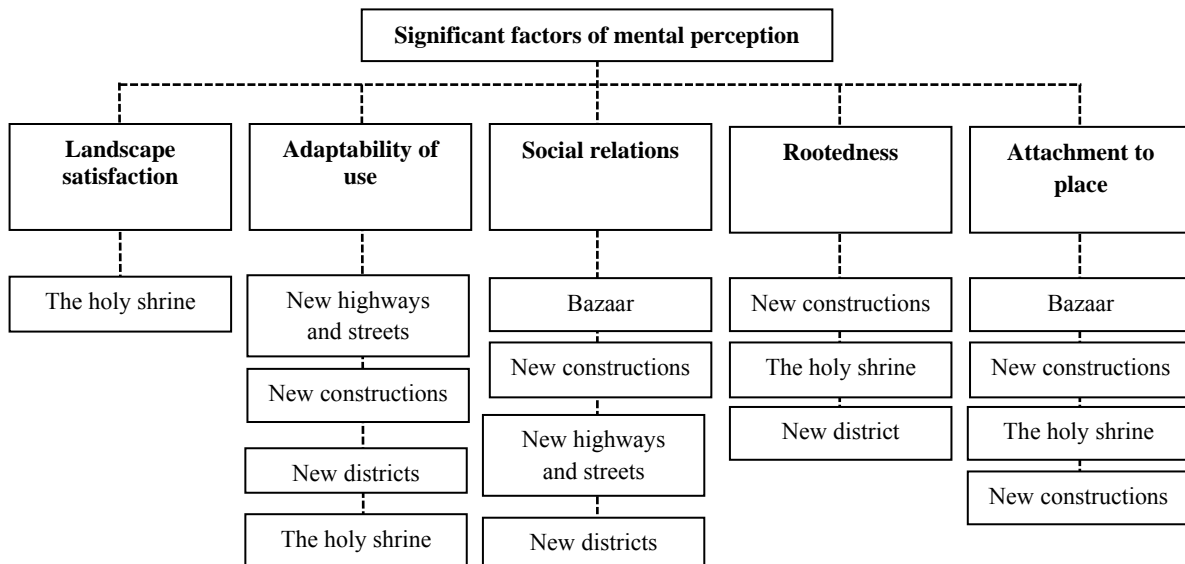 Significant factors of mental perception
Landscape
satisfaction
The holy shrine
Adaptability of
use
New highways
and streets
New constructions
New districts
The holy shrine
Social relations
Bazaar
New constructions
New highways
and streets
New districts
Rootedness
New constructions
The holy shrine
New district
Attachment to
place
Bazaar
New constructions
The holy shrine
New constructions